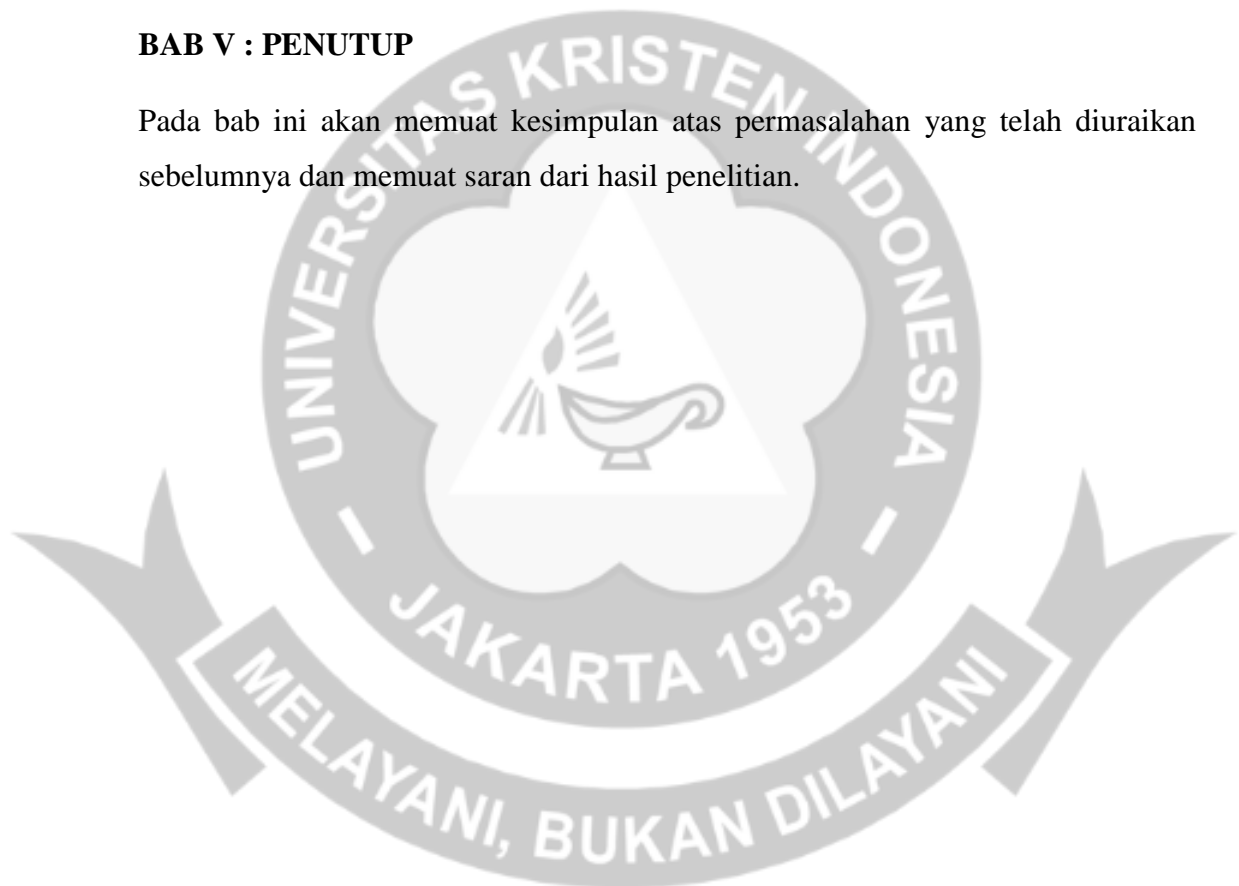 BAB V : PENUTUP
Pada bab ini akan memuat kesimpulan atas permasalahan yang telah diuraikan
sebelumnya dan memuat saran dari hasil penelitian.
UNIVERSITAS KRISTEN INDONESIA
- JAKARTA 1953 -
MELAYANI, BUKAN DILAYANI